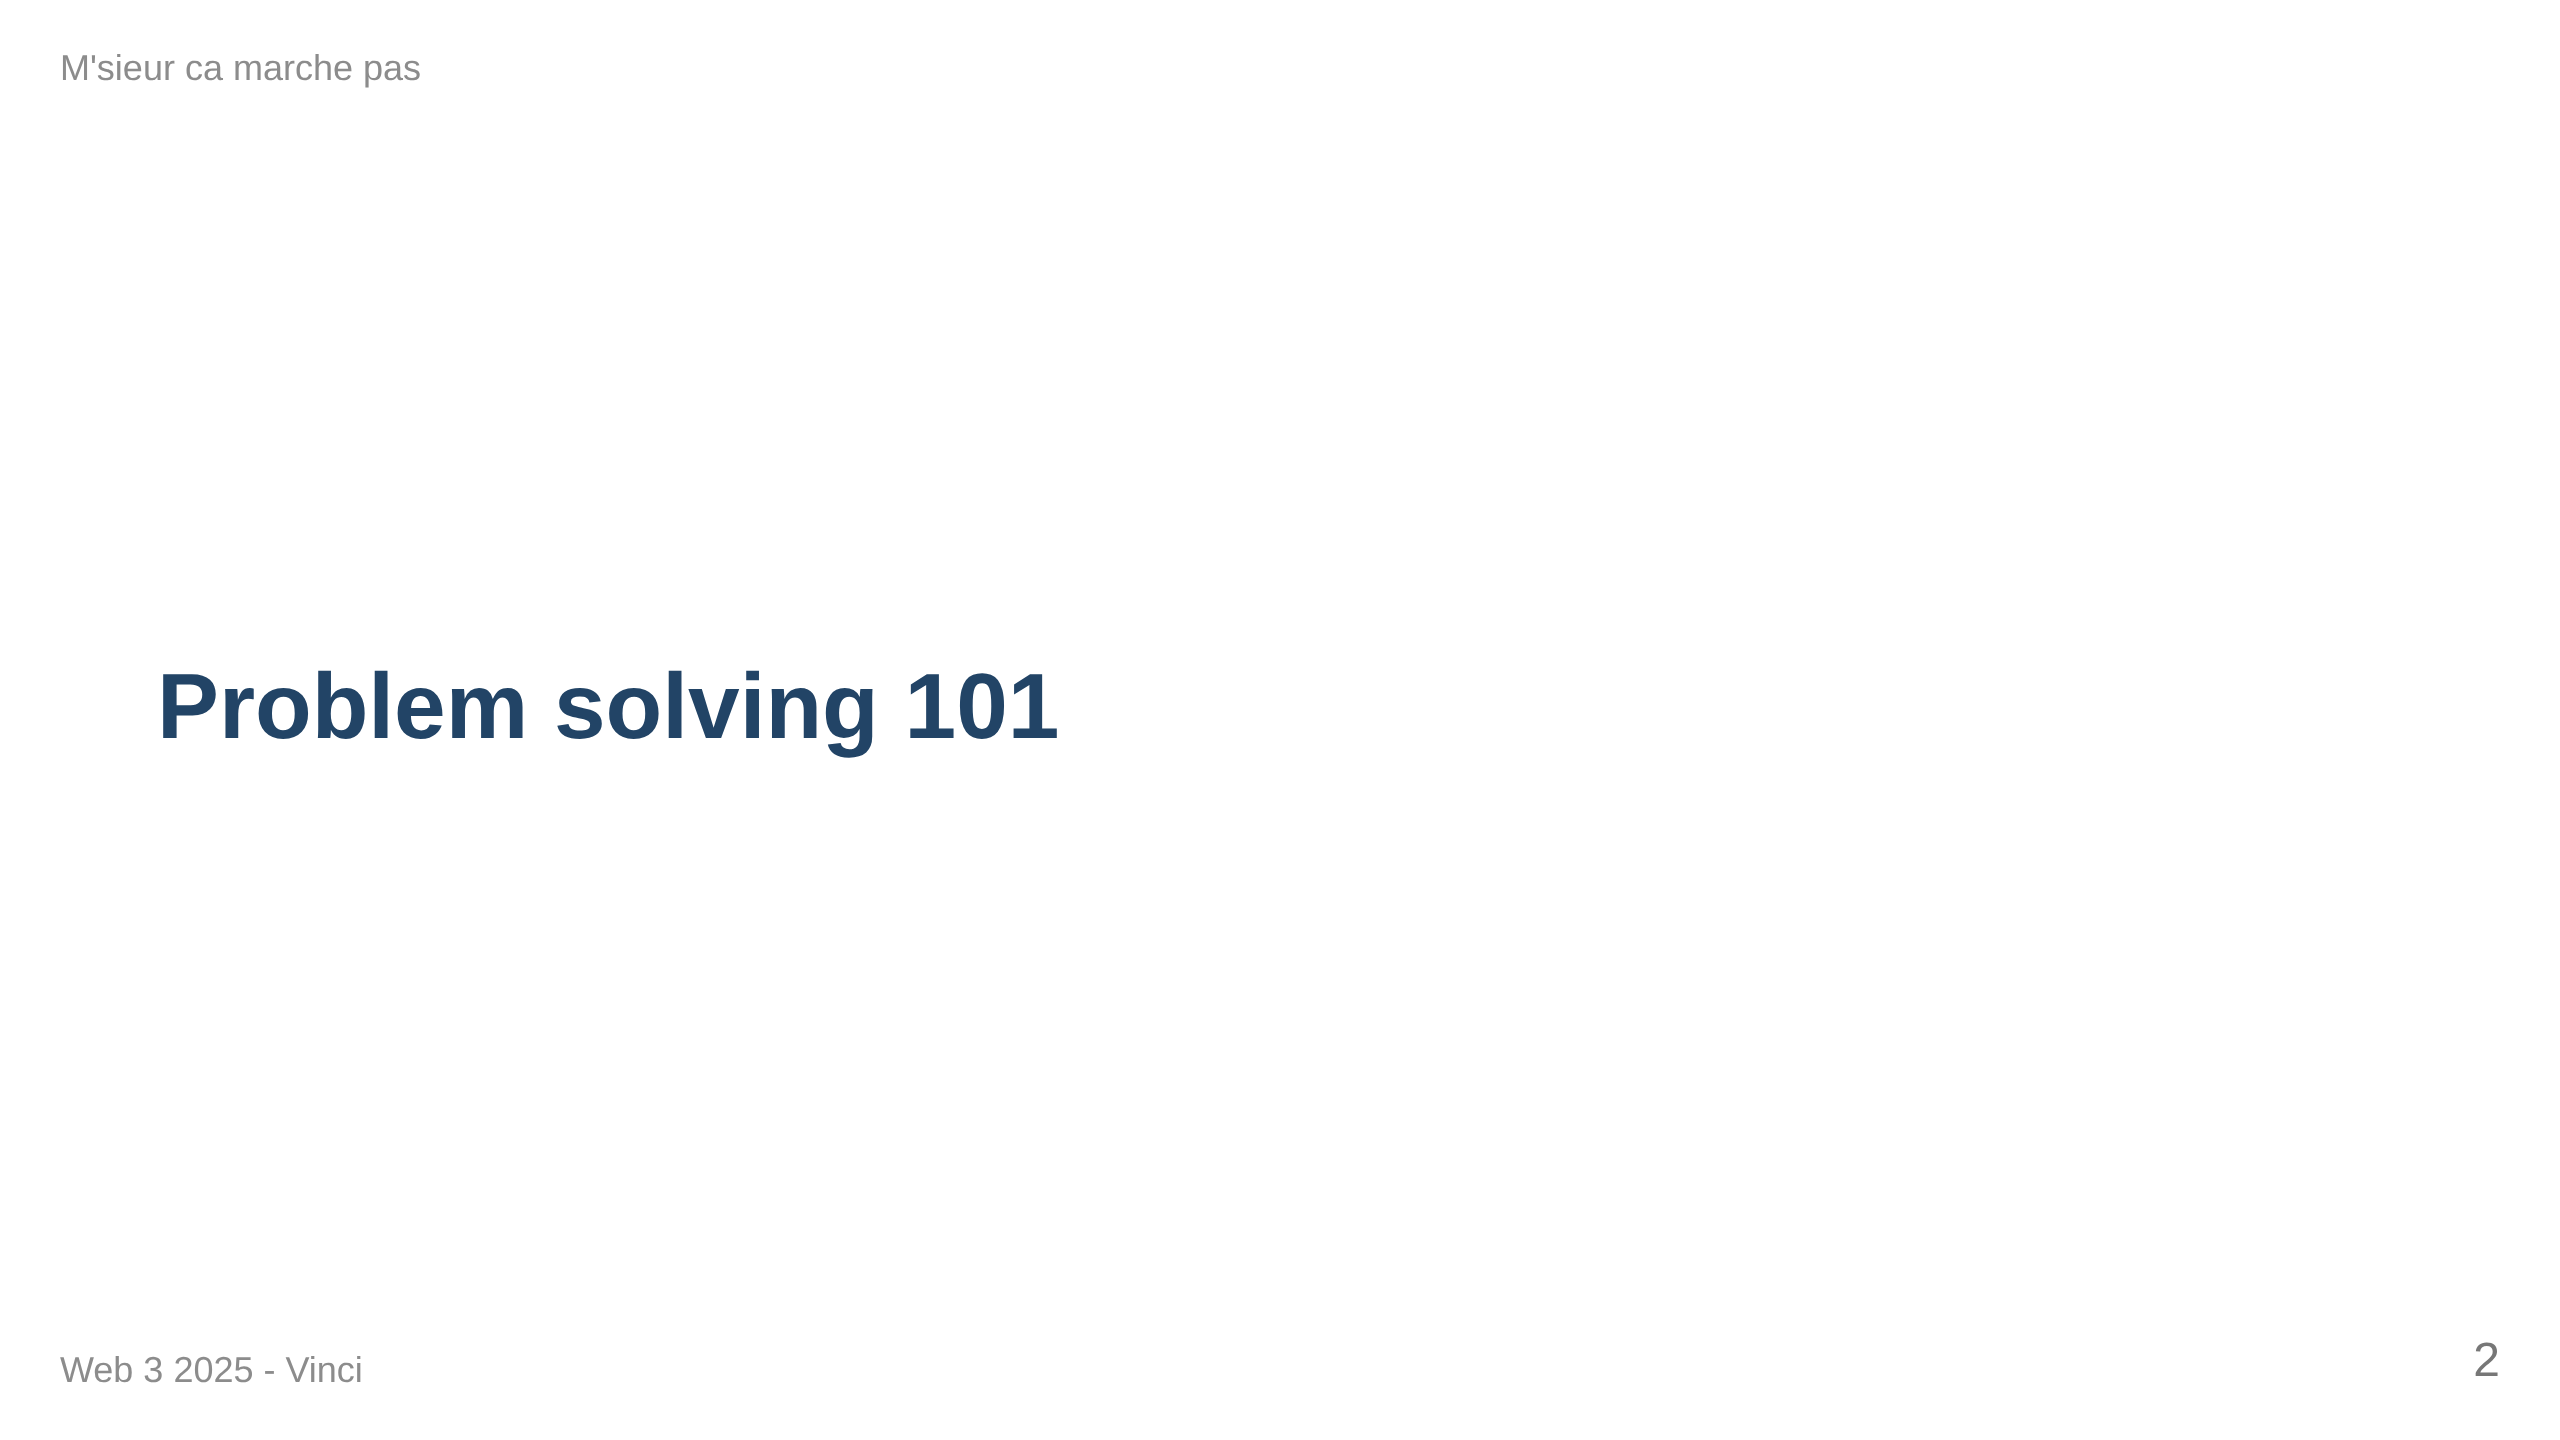 M'sieur ca marche pas
Problem solving 101
Web 3 2025 - Vinci
2